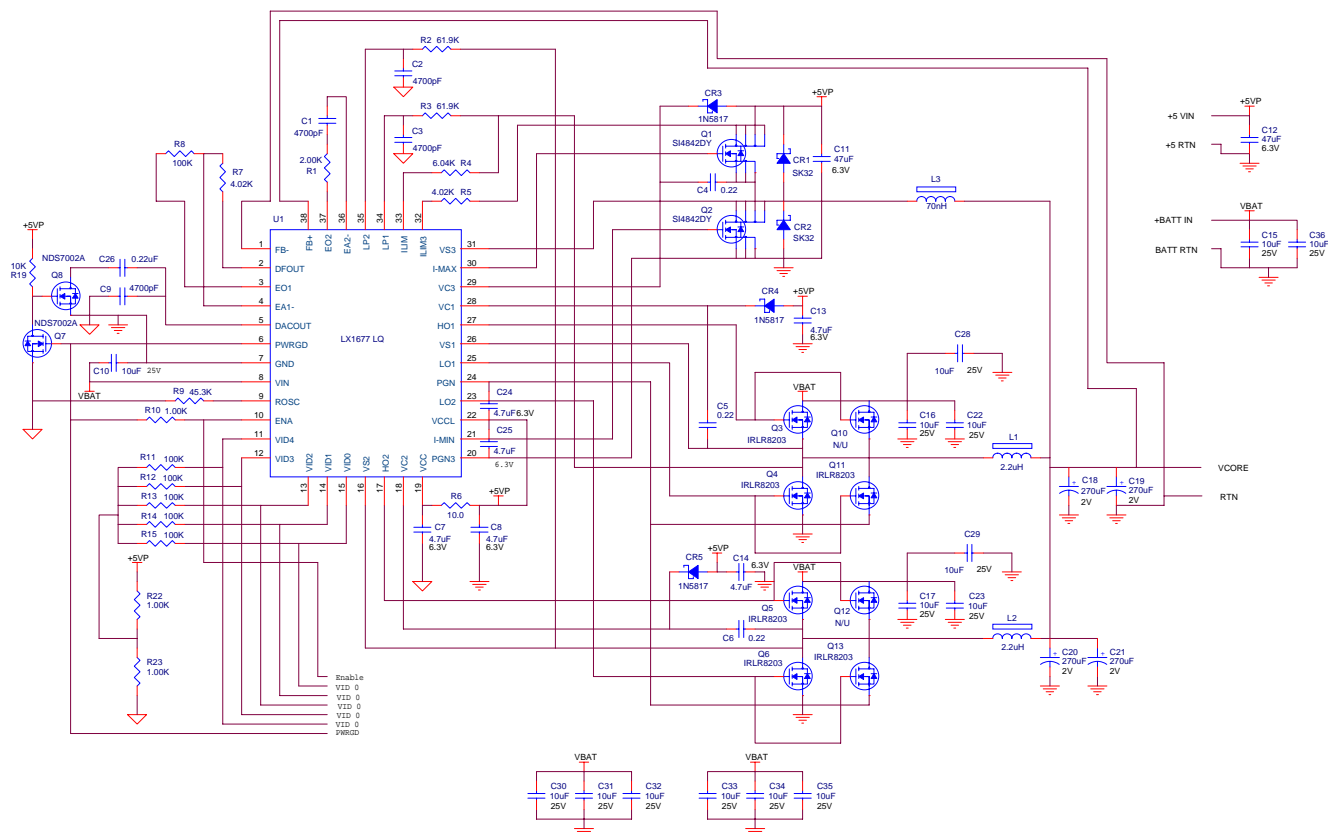 R2 61.9K
C2
4700pF
R3 61.9K
C3
4700pF
C1
4700pF
2.00K
R1
6.04K R4
4.02K R5
R8
100K
R7
4.02K
CR3
1N5817
+5VP
Q1
SI4842DY
CR1
SK32
C11
47uF
6.3V
C4 0.22
Q2
SI4842DY
CR2
SK32
L3
70nH
+5 VIN
+5 RTN
+5VP
C12
47uF
6.3V
+BATT IN
BATT RTN
VBAT
C15
10uF
25V
C36
10uF
25V
U1
38 37 36 35 34 33 32
FB+ EO2 EA2- LP2 LP1 ILIM ILIM3
1 FB-
2 DFOUT
3 EO1
4 EA1-
5 DACOUT
6 PWRGD
7 GND
8 VIN
9 ROSC
10 ENA
11 VID4
12 VID3
LX1677 LQ
VS3 31
I-MAX 30
VC3 29
VC1 28
HO1 27
VS1 26
LO1 25
PGN 24
LO2 23
VCCL 22
I-MIN 21
PGN3 20
VID2 VID1 VID0 VS2 HO2 VC2 VCC
13 14 15 16 17 18 19
+5VP
10K
R19
NDS7002A
Q8
C26 0.22uF
C9 4700pF
NDS7002A
Q7
C10 10uF 25V
VBAT
R9 45.3K
R10 1.00K
R11 100K
R12 100K
R13 100K
R14 100K
R15 100K
+5VP
R22
1.00K
R23
1.00K
CR4
1N5817
+5VP
C13
4.7uF
6.3V
C24
4.7uF 6.3V
C25
4.7uF
6.3V
R6
10.0
+5VP
C7
4.7uF
6.3V
C8
4.7uF
6.3V
C5
0.22
VBAT
Q3
IRLR8203
Q10
N/U
C28
10uF 25V
C16
10uF
25V
C22
10uF
25V
Q4
IRLR8203
Q11
IRLR8203
L1
2.2uH
C18
270uF
2V
C19
270uF
2V
VCORE
RTN
+5VP
CR5
1N5817
C14 6.3V
4.7uF
VBAT
Q5
IRLR8203
Q12
N/U
C29
10uF 25V
C17
10uF
25V
C23
10uF
25V
C6 0.22
Q6
IRLR8203
Q13
IRLR8203
L2
2.2uH
C20
270uF
2V
C21
270uF
2V
Enable
VID 0
VID 0
VID 0
VID 0
VID 0
PWRGD
VBAT
C30
10uF
25V
C31
10uF
25V
C32
10uF
25V
VBAT
C33
10uF
25V
C34
10uF
25V
C35
10uF
25V